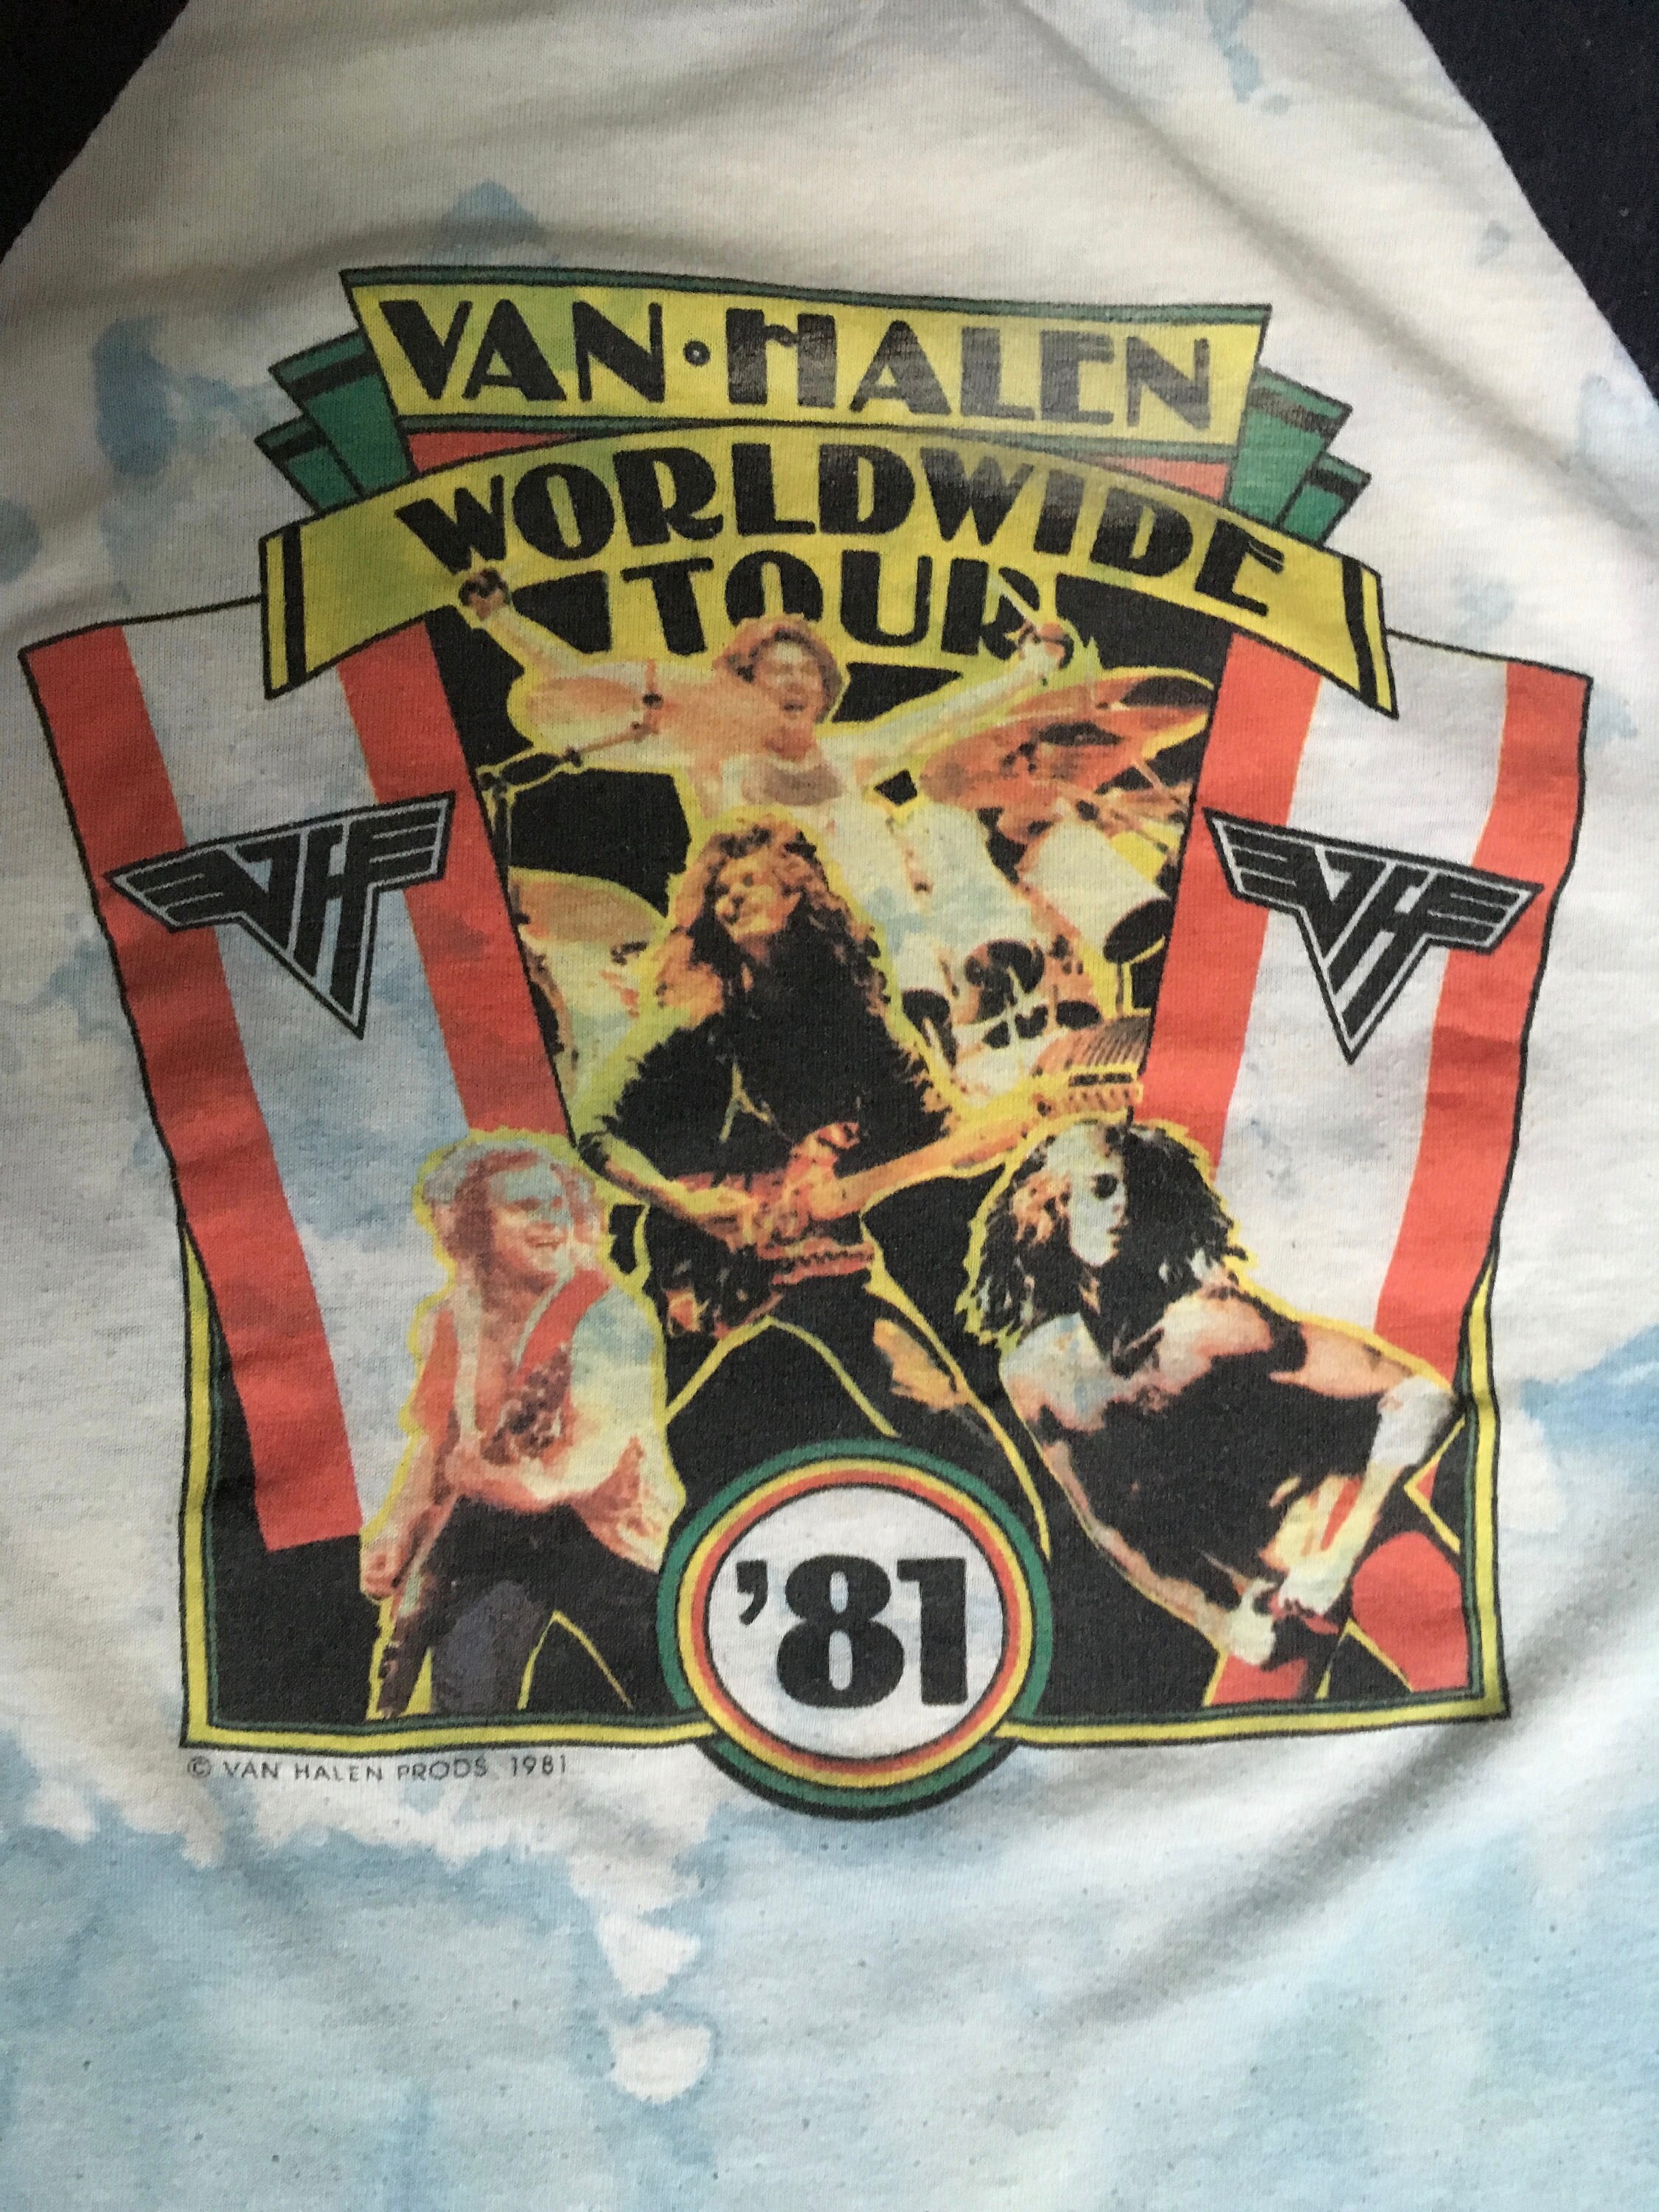 VAN•HALEN
WORLDWIDE
TOUR
VH
VH
'81
© VAN HALEN PRODS. 1981